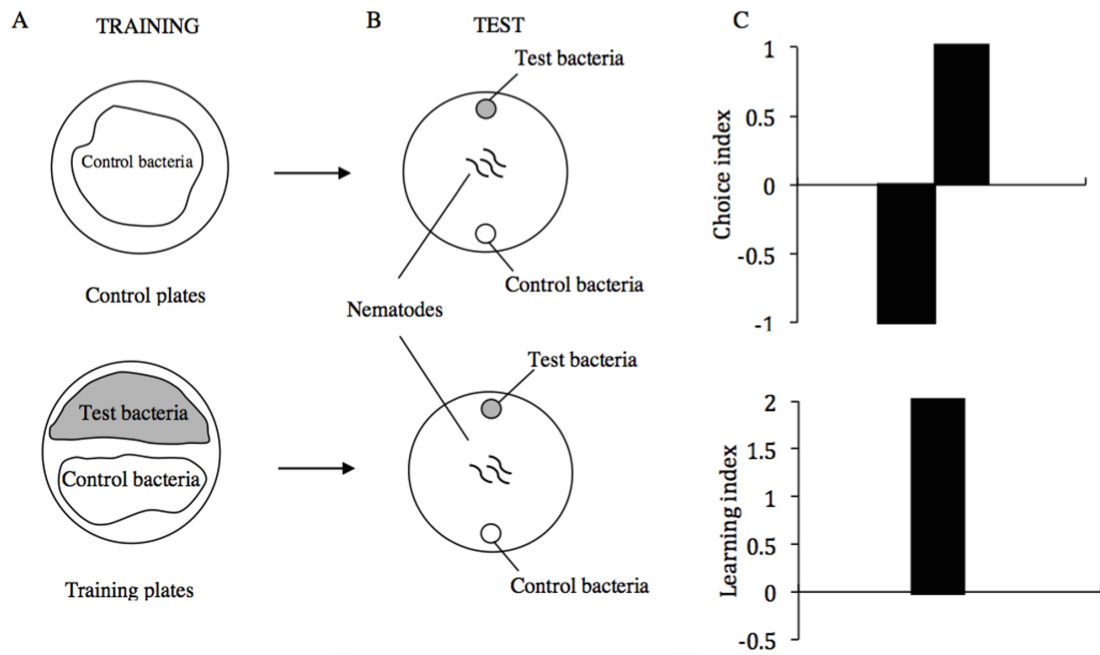 A
TRAINING
Control bacteria
Control plates
Test bacteria
Control bacteria
Training plates
B
TEST
Test bacteria
Control bacteria
Nematodes
Test bacteria
Control bacteria
C
Choice index
1
0.5
0
-0.5
-1
Learning index
2
1.5
1
0.5
0
-0.5